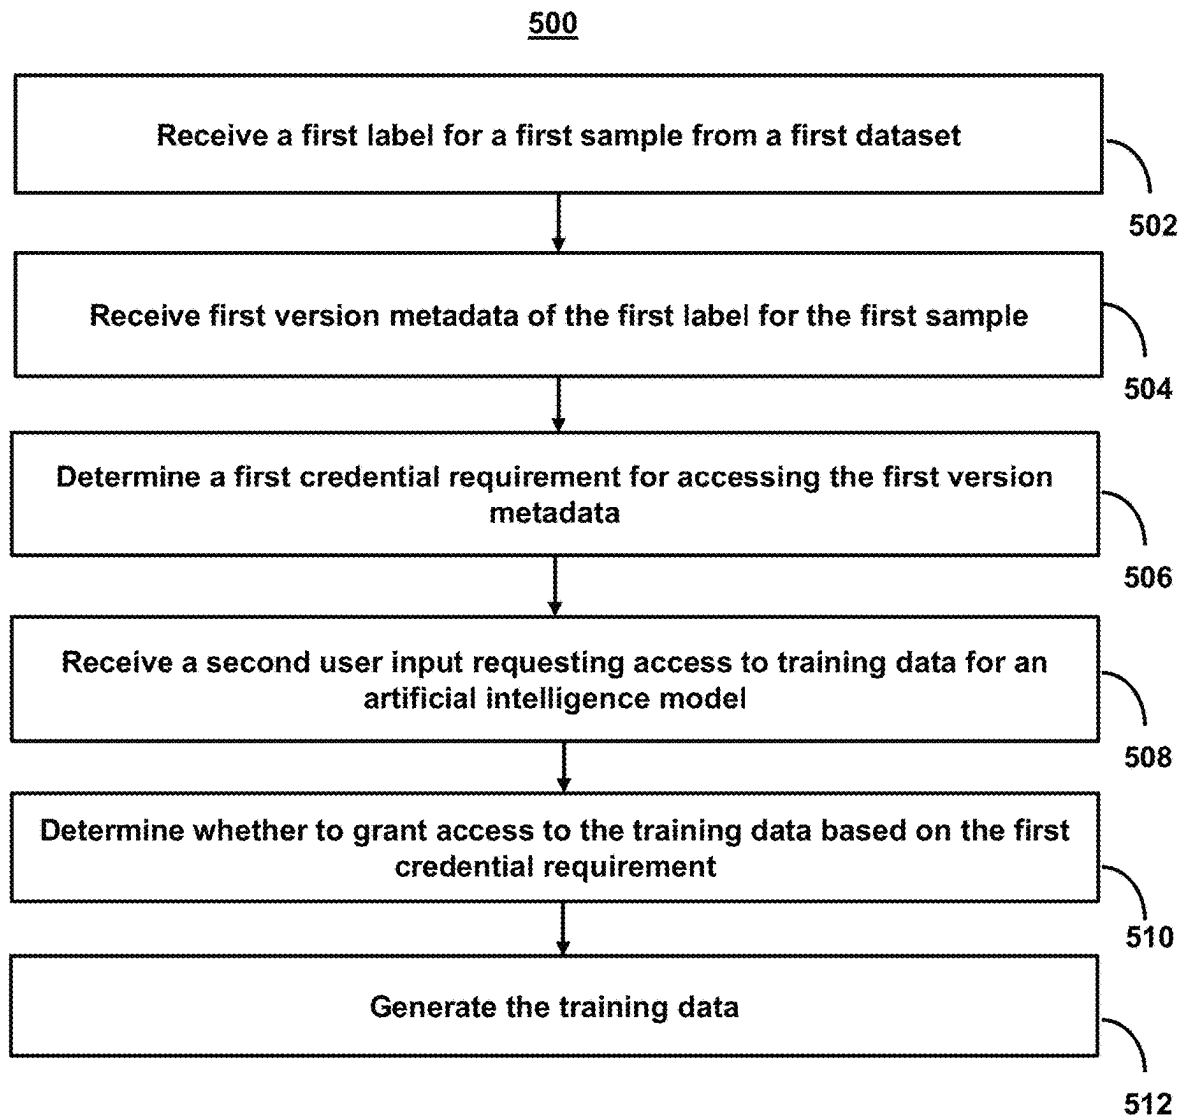 500
Receive a first label for a first sample from a first dataset
502
Receive first version metadata of the first label for the first sample
504
Determine a first credential requirement for accessing the first version
metadata
506
Receive a second user input requesting access to training data for an
artificial intelligence model
508
Determine whether to grant access to the training data based on the first
credential requirement
510
Generate the training data
512